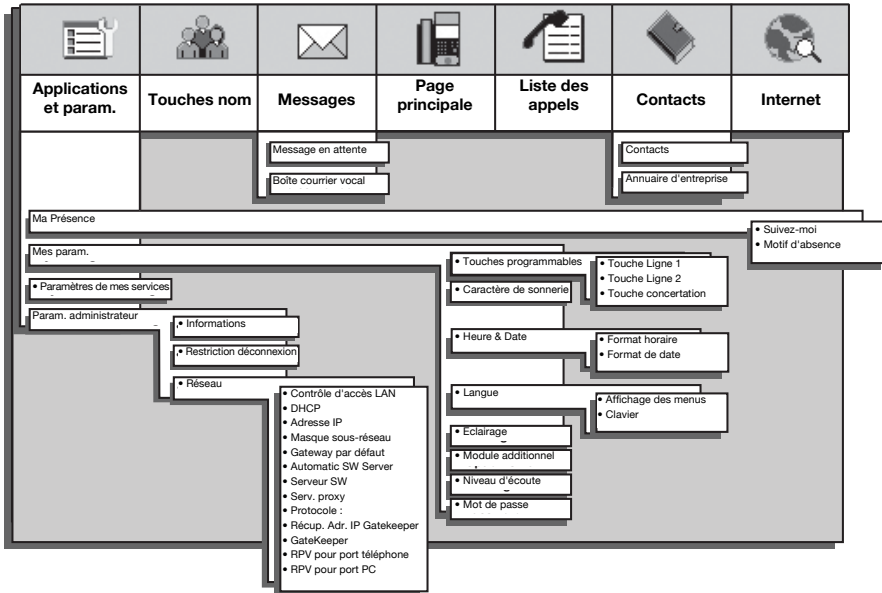 Applications
et param.
Touches nom
Messages
Page
principale
Liste des
appels
Contacts
Internet
Message en attente
Boîte courrier vocal
Contacts
Annuaire d'entreprise
Ma Présence
• Suivez-moi
• Motif d'absence
Mes param.
• Touches programmables
• Touche Ligne 1
• Touche Ligne 2
• Touche concertation
• Caractère de sonnerie
• Heure & Date
• Format horaire
• Format de date
• Langue
• Affichage des menus
• Clavier
• Eclairage
• Module additionnel
• Niveau d'écoute
• Mot de passe
• Paramètres de mes services
Param. administrateur
• Informations
• Restriction déconnexion
• Réseau
• Contrôle d'accès LAN
• DHCP
• Adresse IP
• Masque sous-réseau
• Gateway par défaut
• Automatic SW Server
• Serveur SW
• Serv. proxy
• Protocole :
• Récup. Adr. IP Gatekeeper
• GateKeeper
• RPV pour port téléphone
• RPV pour port PC